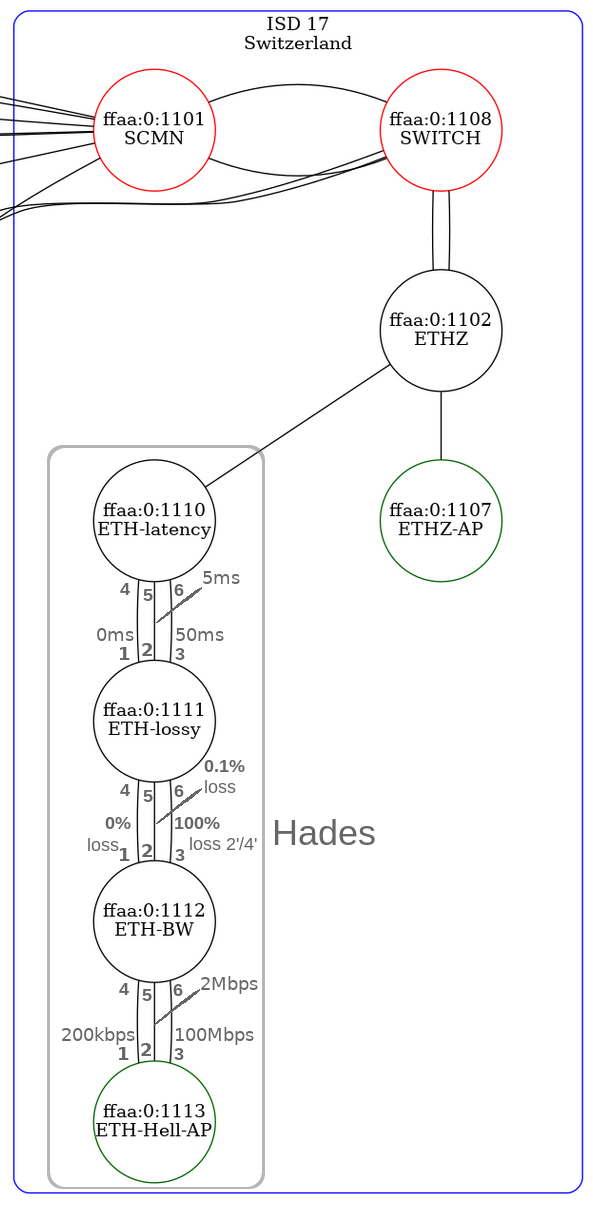 ISD 17
Switzerland
ffaa:0:1101
SCMN
ffaa:0:1108
SWITCH
ffaa:0:1102
ETHZ
ffaa:0:1110
ETH-latency
ffaa:0:1107
ETHZ-AP
4 5 6 5ms
0ms 50ms
1 2 3
ffaa:0:1111
ETH-lossy
0.1%
4 5 6 loss
0% 100%
loss loss 2'/4'
1 2 3
Hades
ffaa:0:1112
ETH-BW
4 5 6 2Mbps
200kbps 100Mbps
1 2 3
ffaa:0:1113
ETH-Hell-AP